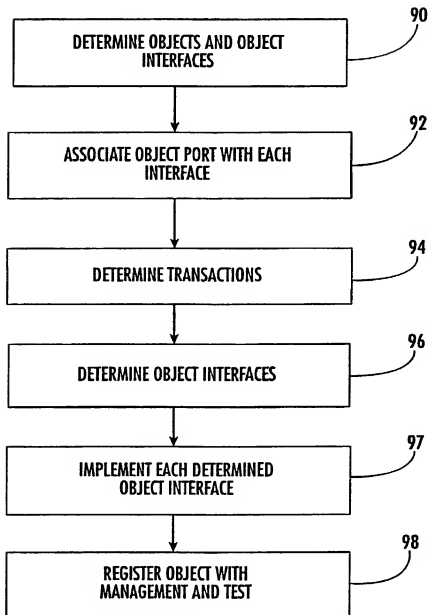 90
DETERMINE OBJECTS AND OBJECT
INTERFACES
92
ASSOCIATE OBJECT PORT WITH EACH
INTERFACE
94
DETERMINE TRANSACTIONS
96
DETERMINE OBJECT INTERFACES
97
IMPLEMENT EACH DETERMINED
OBJECT INTERFACE
98
REGISTER OBJECT WITH
MANAGEMENT AND TEST